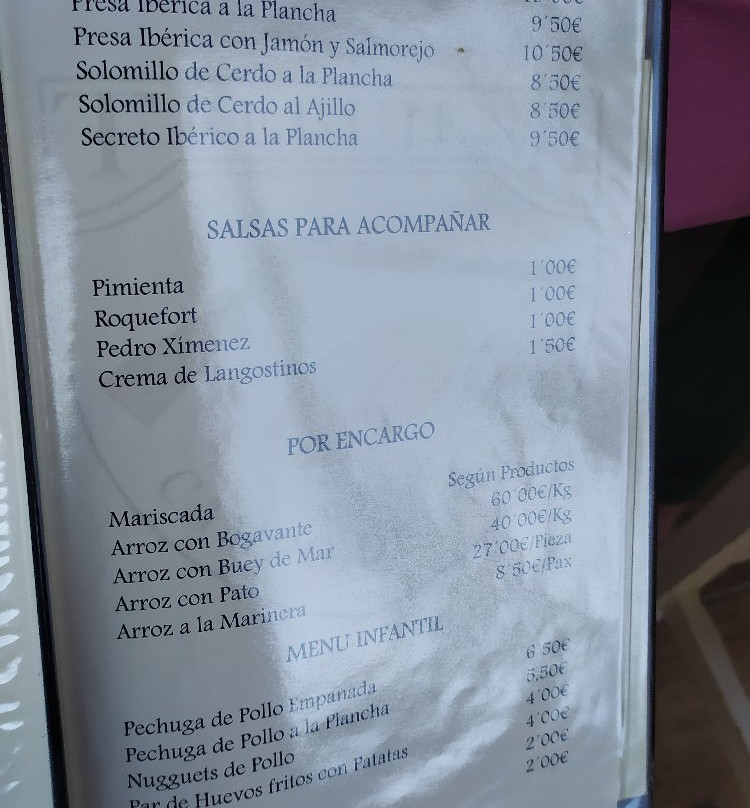 Presa Ibérica a la Plancha
Presa Ibérica con Jamón y Salmorejo 9´50€
Solomillo de Cerdo a la Plancha 10´50€
Solomillo de Cerdo al Ajillo 8´50€
Secreto Ibérico a la Plancha 8´50€
9´50€
SALSAS PARA ACOMPAÑAR
Pimienta 1´00€
Roquefort 1´00€
Pedro Xímenez 1´00€
Crema de Langostinos 1´50€
POR ENCARGO
Mariscada Según Productos
Arroz con Bogavante 60´00€/Kg
Arroz con Buey de Mar 40´00€/Kg
Arroz con Pato 27´00€/Pieza
Arroz a la Marinera 8´50€/Pax
MENU INFANTIL
Pechuga de Pollo Empanada 6´50€
Pechuga de Pollo a la Plancha 5,50€
Nugguets de Pollo 4´00€
Par de Huevos fritos con Patatas 4´00€
2´00€
2´00€